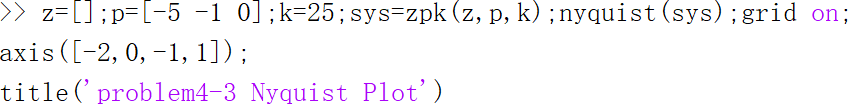 >> z=[];p=[-5 -1 0];k=25;sys=zpk(z,p,k);nyquist(sys);grid on;
axis([-2,0,-1,1]);
title('problem4-3 Nyquist Plot')